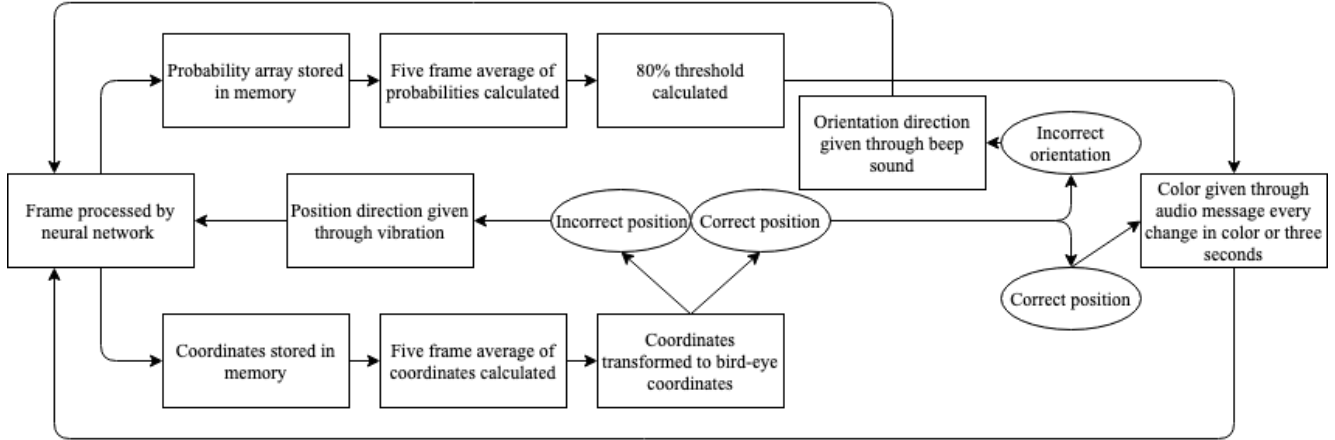 Probability array stored
in memory
Five frame average of
probabilities calculated
80% threshold
calculated
Orientation direction
given through beep
sound
Incorrect
orientation
Frame processed by
neural network
Position direction given
through vibration
Incorrect position
Correct position
Color given through
audio message every
change in color or three
seconds
Correct position
Coordinates stored in
memory
Five frame average of
coordinates calculated
Coordinates
transformed to bird-eye
coordinates